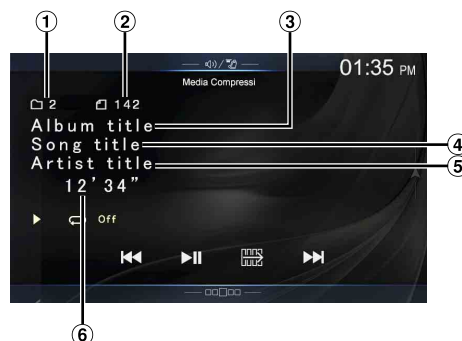 1 2 3
01:35 PM
Media Compressi
2 142
Album title
Song title 4
Artist title 5
12'34"
Off
6